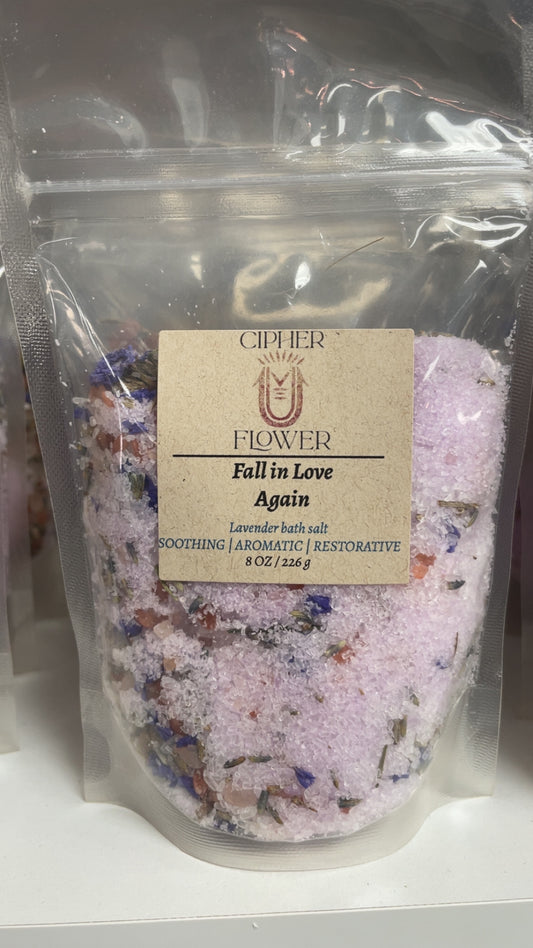 CIPHER
FLOWER
Fall in Love
Again
Lavender bath salt
SOOTHING | AROMATIC | RESTORATIVE
8 OZ / 226 g